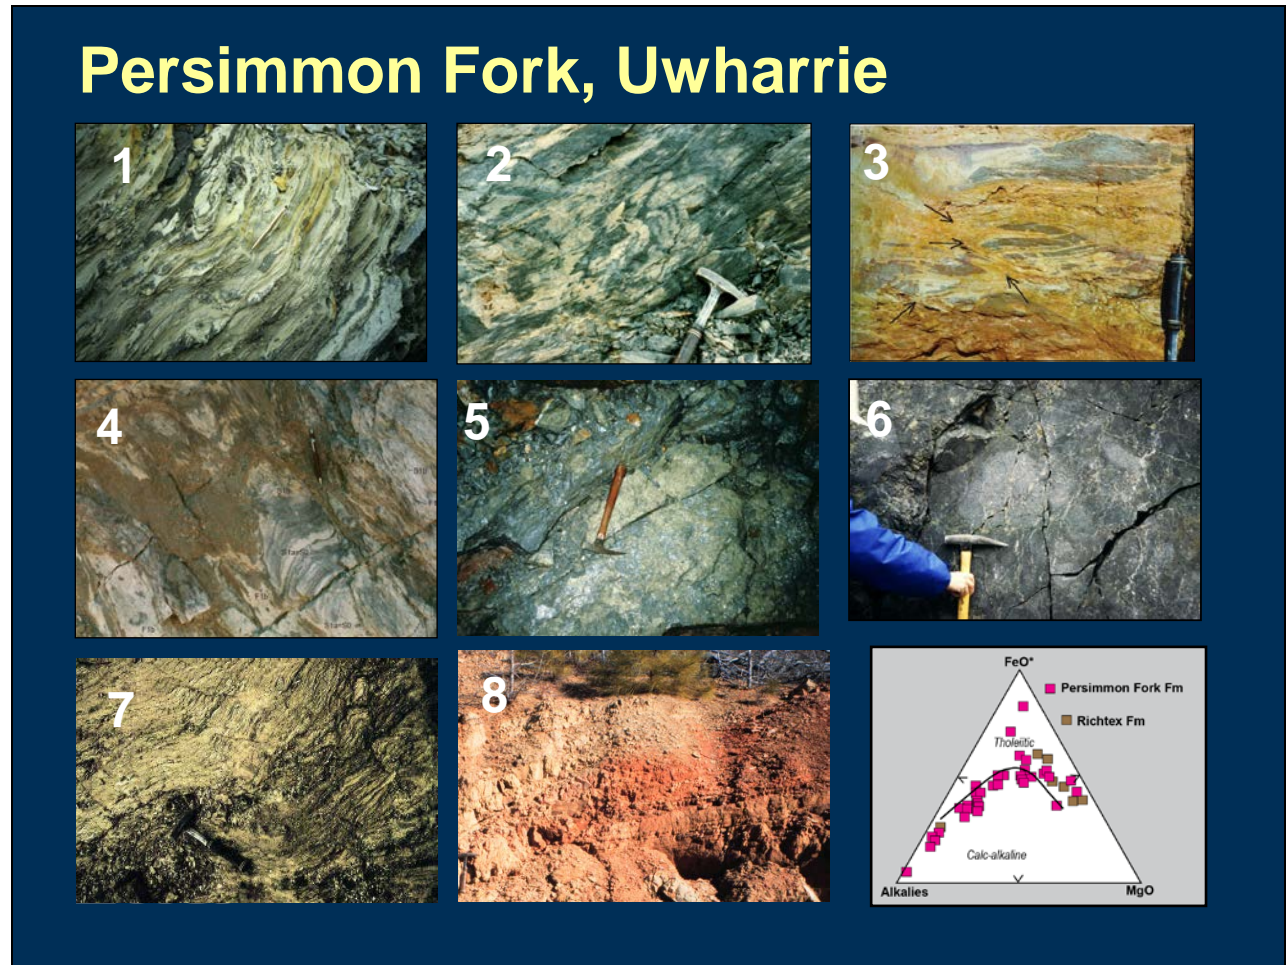 Persimmon Fork, Uwharrie
1
2
3
4
5
6
7
8
FeO*
Persimmon Fork Fm
Richtex Fm
Tholeiitic
Calc-alkaline
Alkalies
MgO